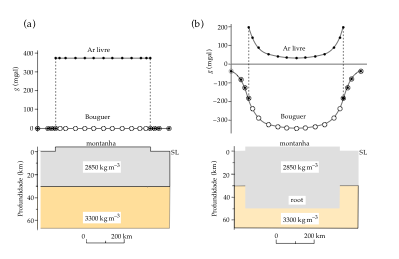 (a)
400
300
200
100
0
g (mgal)
Ar livre
Bouguer
montanha
SL
0
20
40
60
Profundidade (km)
2850 kg m⁻³
3300 kg m⁻³
0 200 km
(b)
200
100
0
−100
−200
−300
g (mgal)
Ar livre
Bouguer
montanha
SL
0
20
40
60
Profundidade (km)
2850 kg m⁻³
root
3300 kg m⁻³
0 200 km